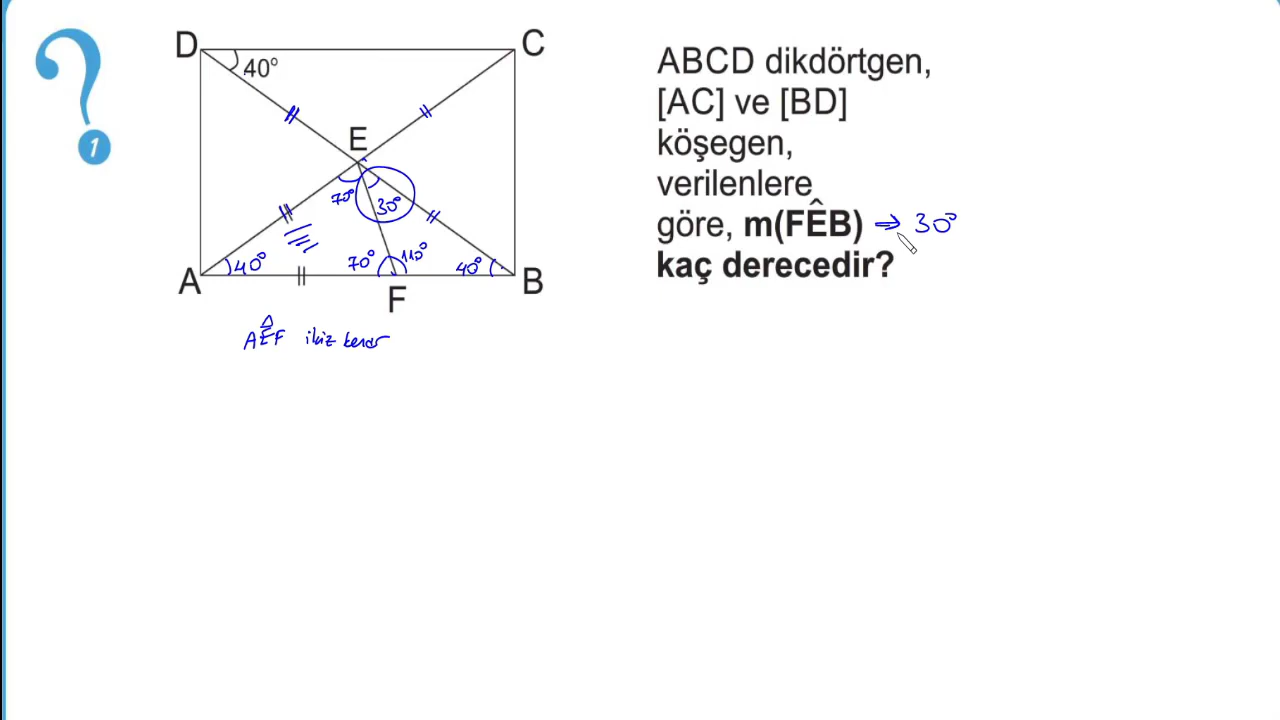 ?
1
D
C
40°
E
70°
30°
40°
70°
110°
40°
A
F
B
AEF ikiz kenar
ABCD dikdörtgen,
[AC] ve [BD]
köşegen,
verilenlere
göre, m(FÊB) ⇒ 30°
kaç derecedir?